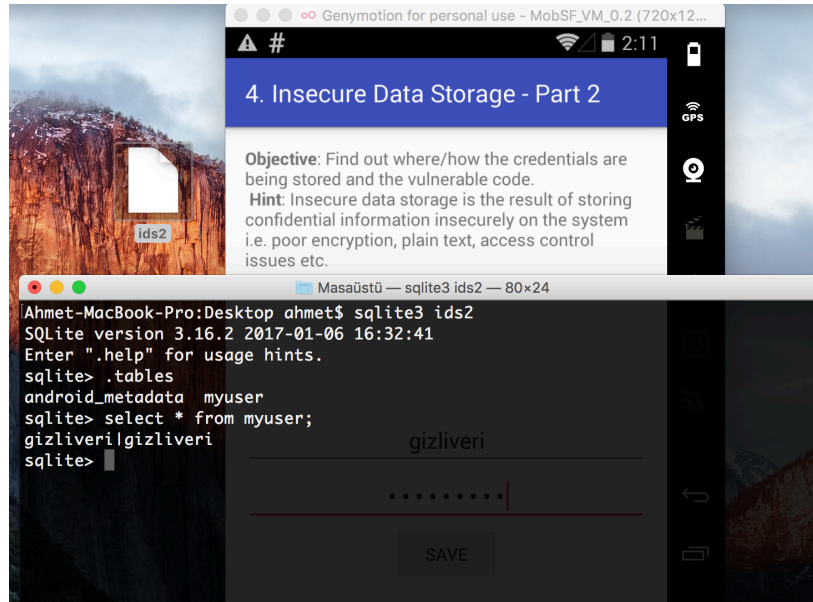 Genymotion for personal use - MobSF_VM_0.2 (720x12...
# 2:11
4. Insecure Data Storage - Part 2
GPS
Objective: Find out where/how the credentials are
being stored and the vulnerable code.
Hint: Insecure data storage is the result of storing
confidential information insecurely on the system
i.e. poor encryption, plain text, access control
issues etc.
ids2
Masaüstü — sqlite3 ids2 — 80×24
Ahmet-MacBook-Pro:Desktop ahmet$ sqlite3 ids2
SQLite version 3.16.2 2017-01-06 16:32:41
Enter ".help" for usage hints.
sqlite> .tables
android_metadata  myuser
sqlite> select * from myuser;
gizliveri|gizliveri
sqlite>
ID
gizliveri
•••••••••
SAVE